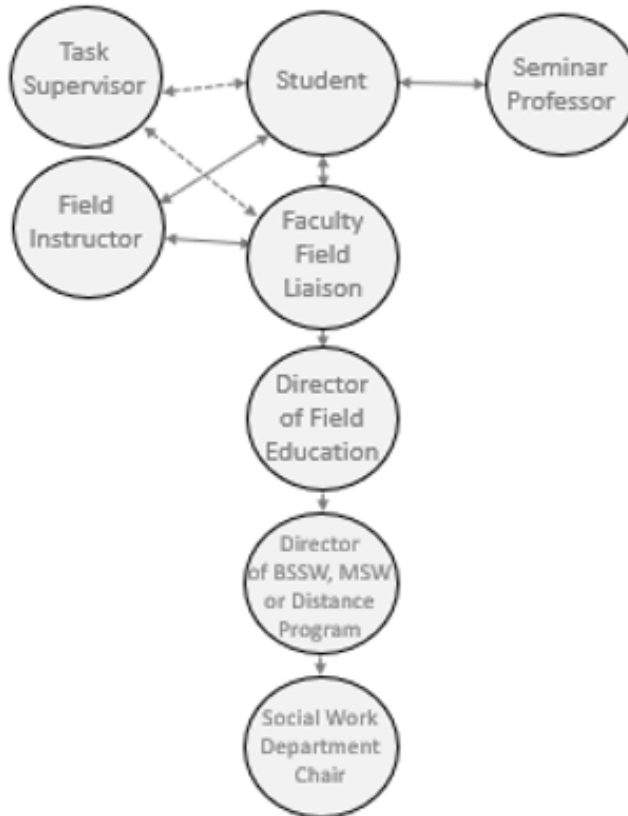 Task
Supervisor
Student
Seminar
Professor
Field
Instructor
Faculty
Field
Liaison
Director
of Field
Education
Director
of BSSW, MSW
or Distance
Program
Social Work
Department
Chair